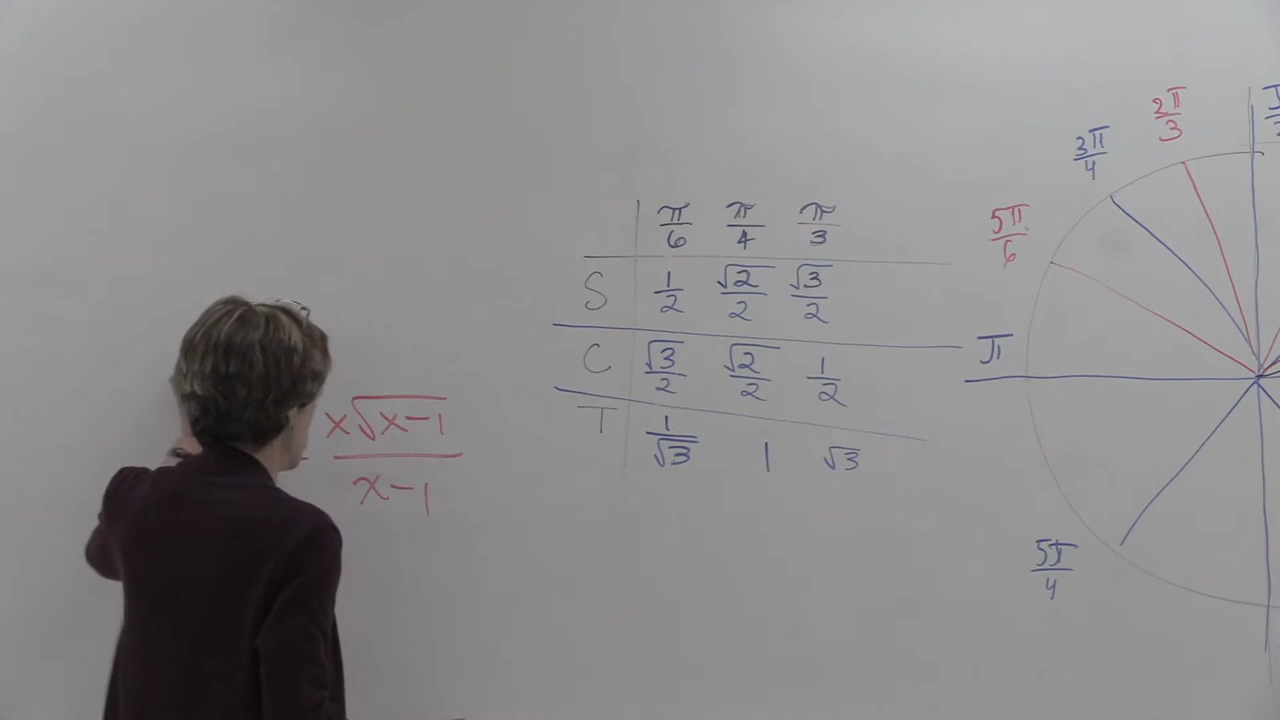 x√(x-1)
x-1
π/6 π/4 π/3
S 1/2 √2/2 √3/2
C √3/2 √2/2 1/2
T 1/√3 1 √3
2π/3
3π/4
5π/6
π
5π/4